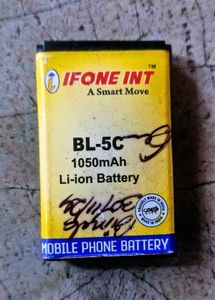 IFONE INT™
A Smart Move
BL-5C
1050mAh
Li-ion Battery
MOBILE PHONE BATTERY